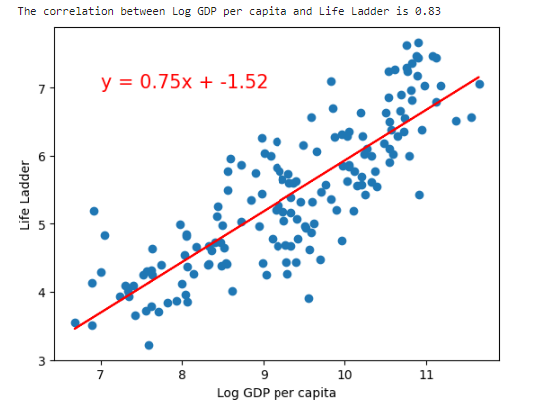 The correlation between Log GDP per capita and Life Ladder is 0.83
y = 0.75x + -1.52
7
6
5
4
3
Life Ladder
7 8 9 10 11
Log GDP per capita